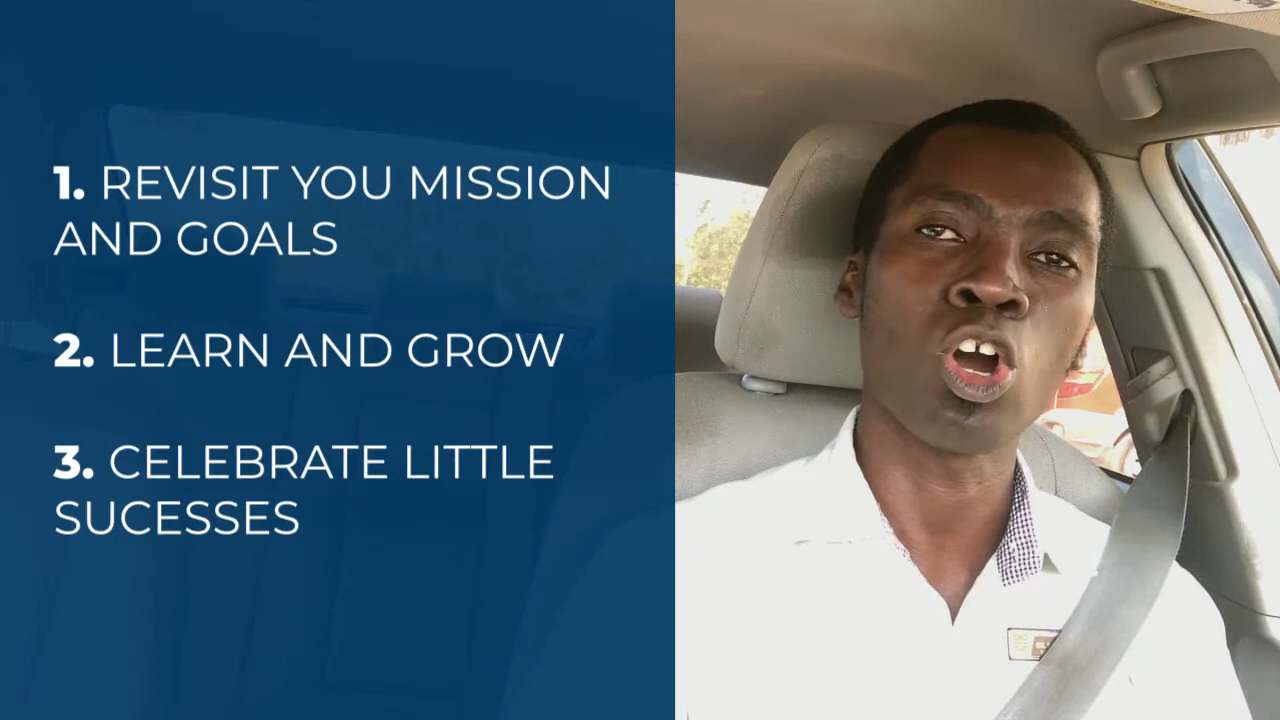 1. REVISIT YOU MISSION
AND GOALS
2. LEARN AND GROW
3. CELEBRATE LITTLE
SUCESSES